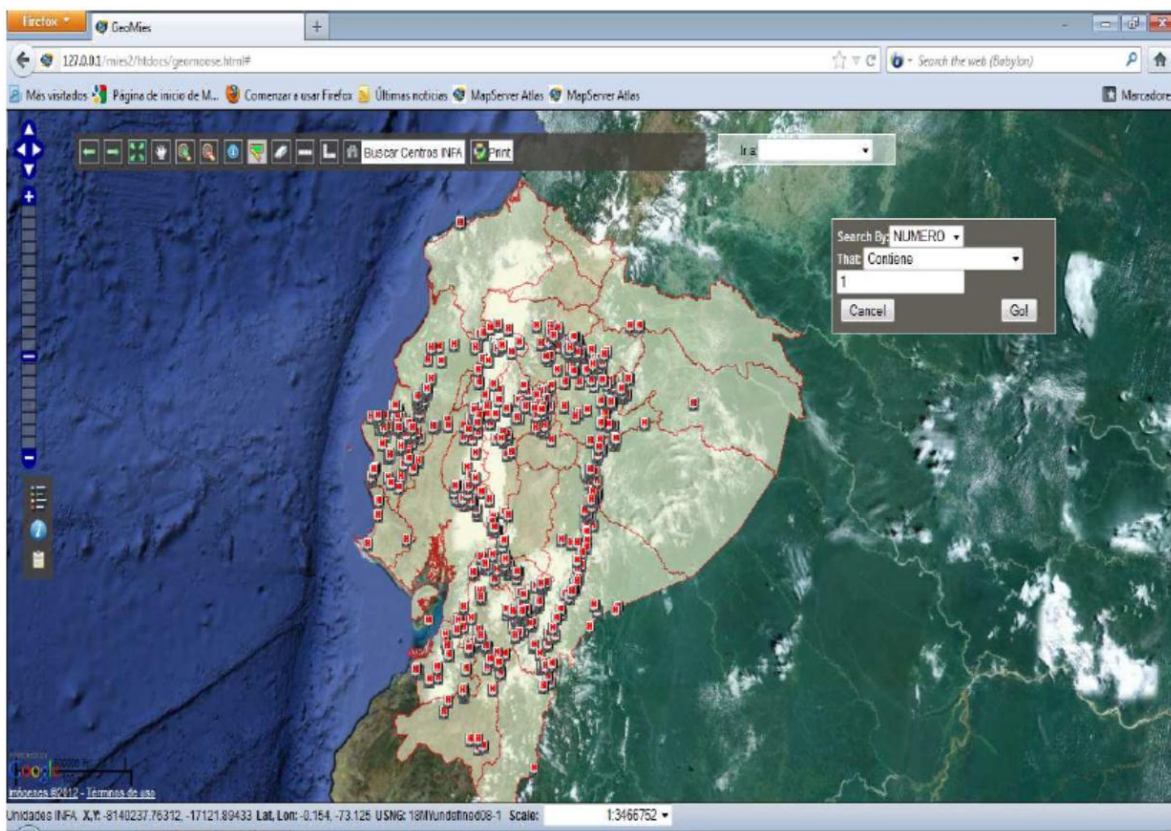 Firefox
GeoMies
127.0.0.1/mies2/htdocs/geomoose.html#
Search the web (Babylon)
Más visitados Página de inicio de M... Comenzar a usar Firefox Últimas noticias MapServer Atlas MapServer Atlas
Marcadores
Buscar Centros INFA Print
Ir a:
Search By: NUMERO
That: Contiene
1
Cancel Go!
Google
Imágenes ©2012 - Términos de uso
Unidades INFA X,Y: -8140237.76312, -17121.89433 Lat, Lon: -0.154, -73.125 USNG: 18MYundefined08-1 Scale: 1:3466752